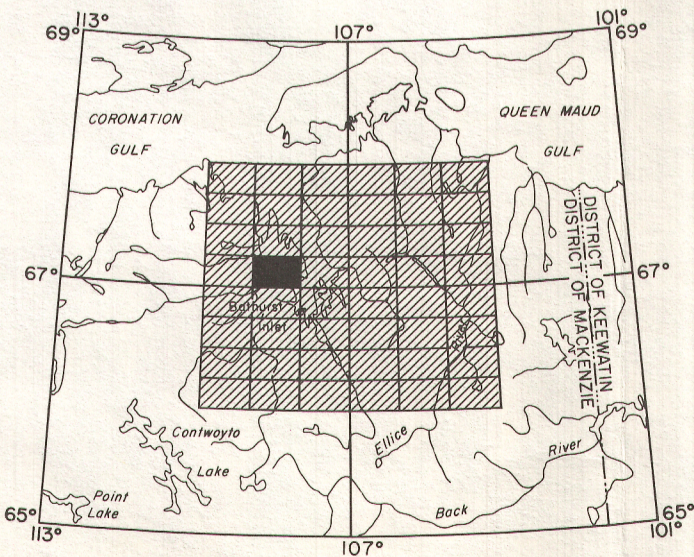 113°
107°
101°
69°
69°
CORONATION
GULF
QUEEN MAUD
GULF
67°
67°
DISTRICT OF KEEWATIN
DISTRICT OF MACKENZIE
Bathurst
Inlet
River
Contwoyto
Lake
Ellice
River
Point
Lake
Back
65°
65°
113°
107°
101°